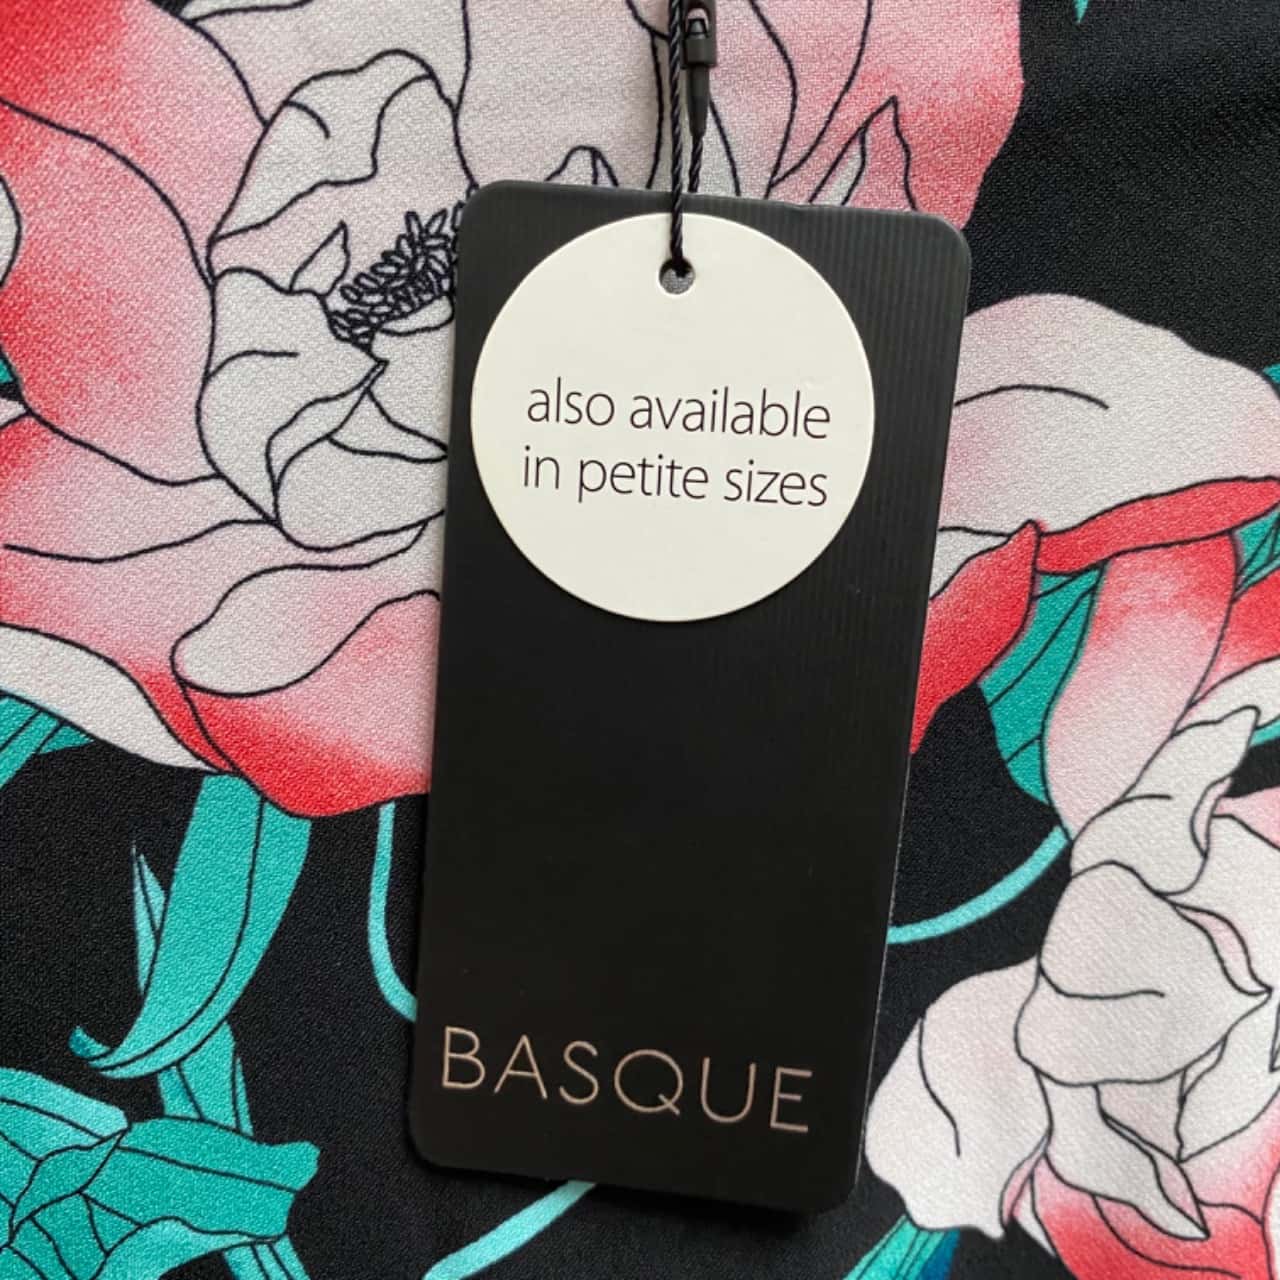 also available
in petite sizes
BASQUE